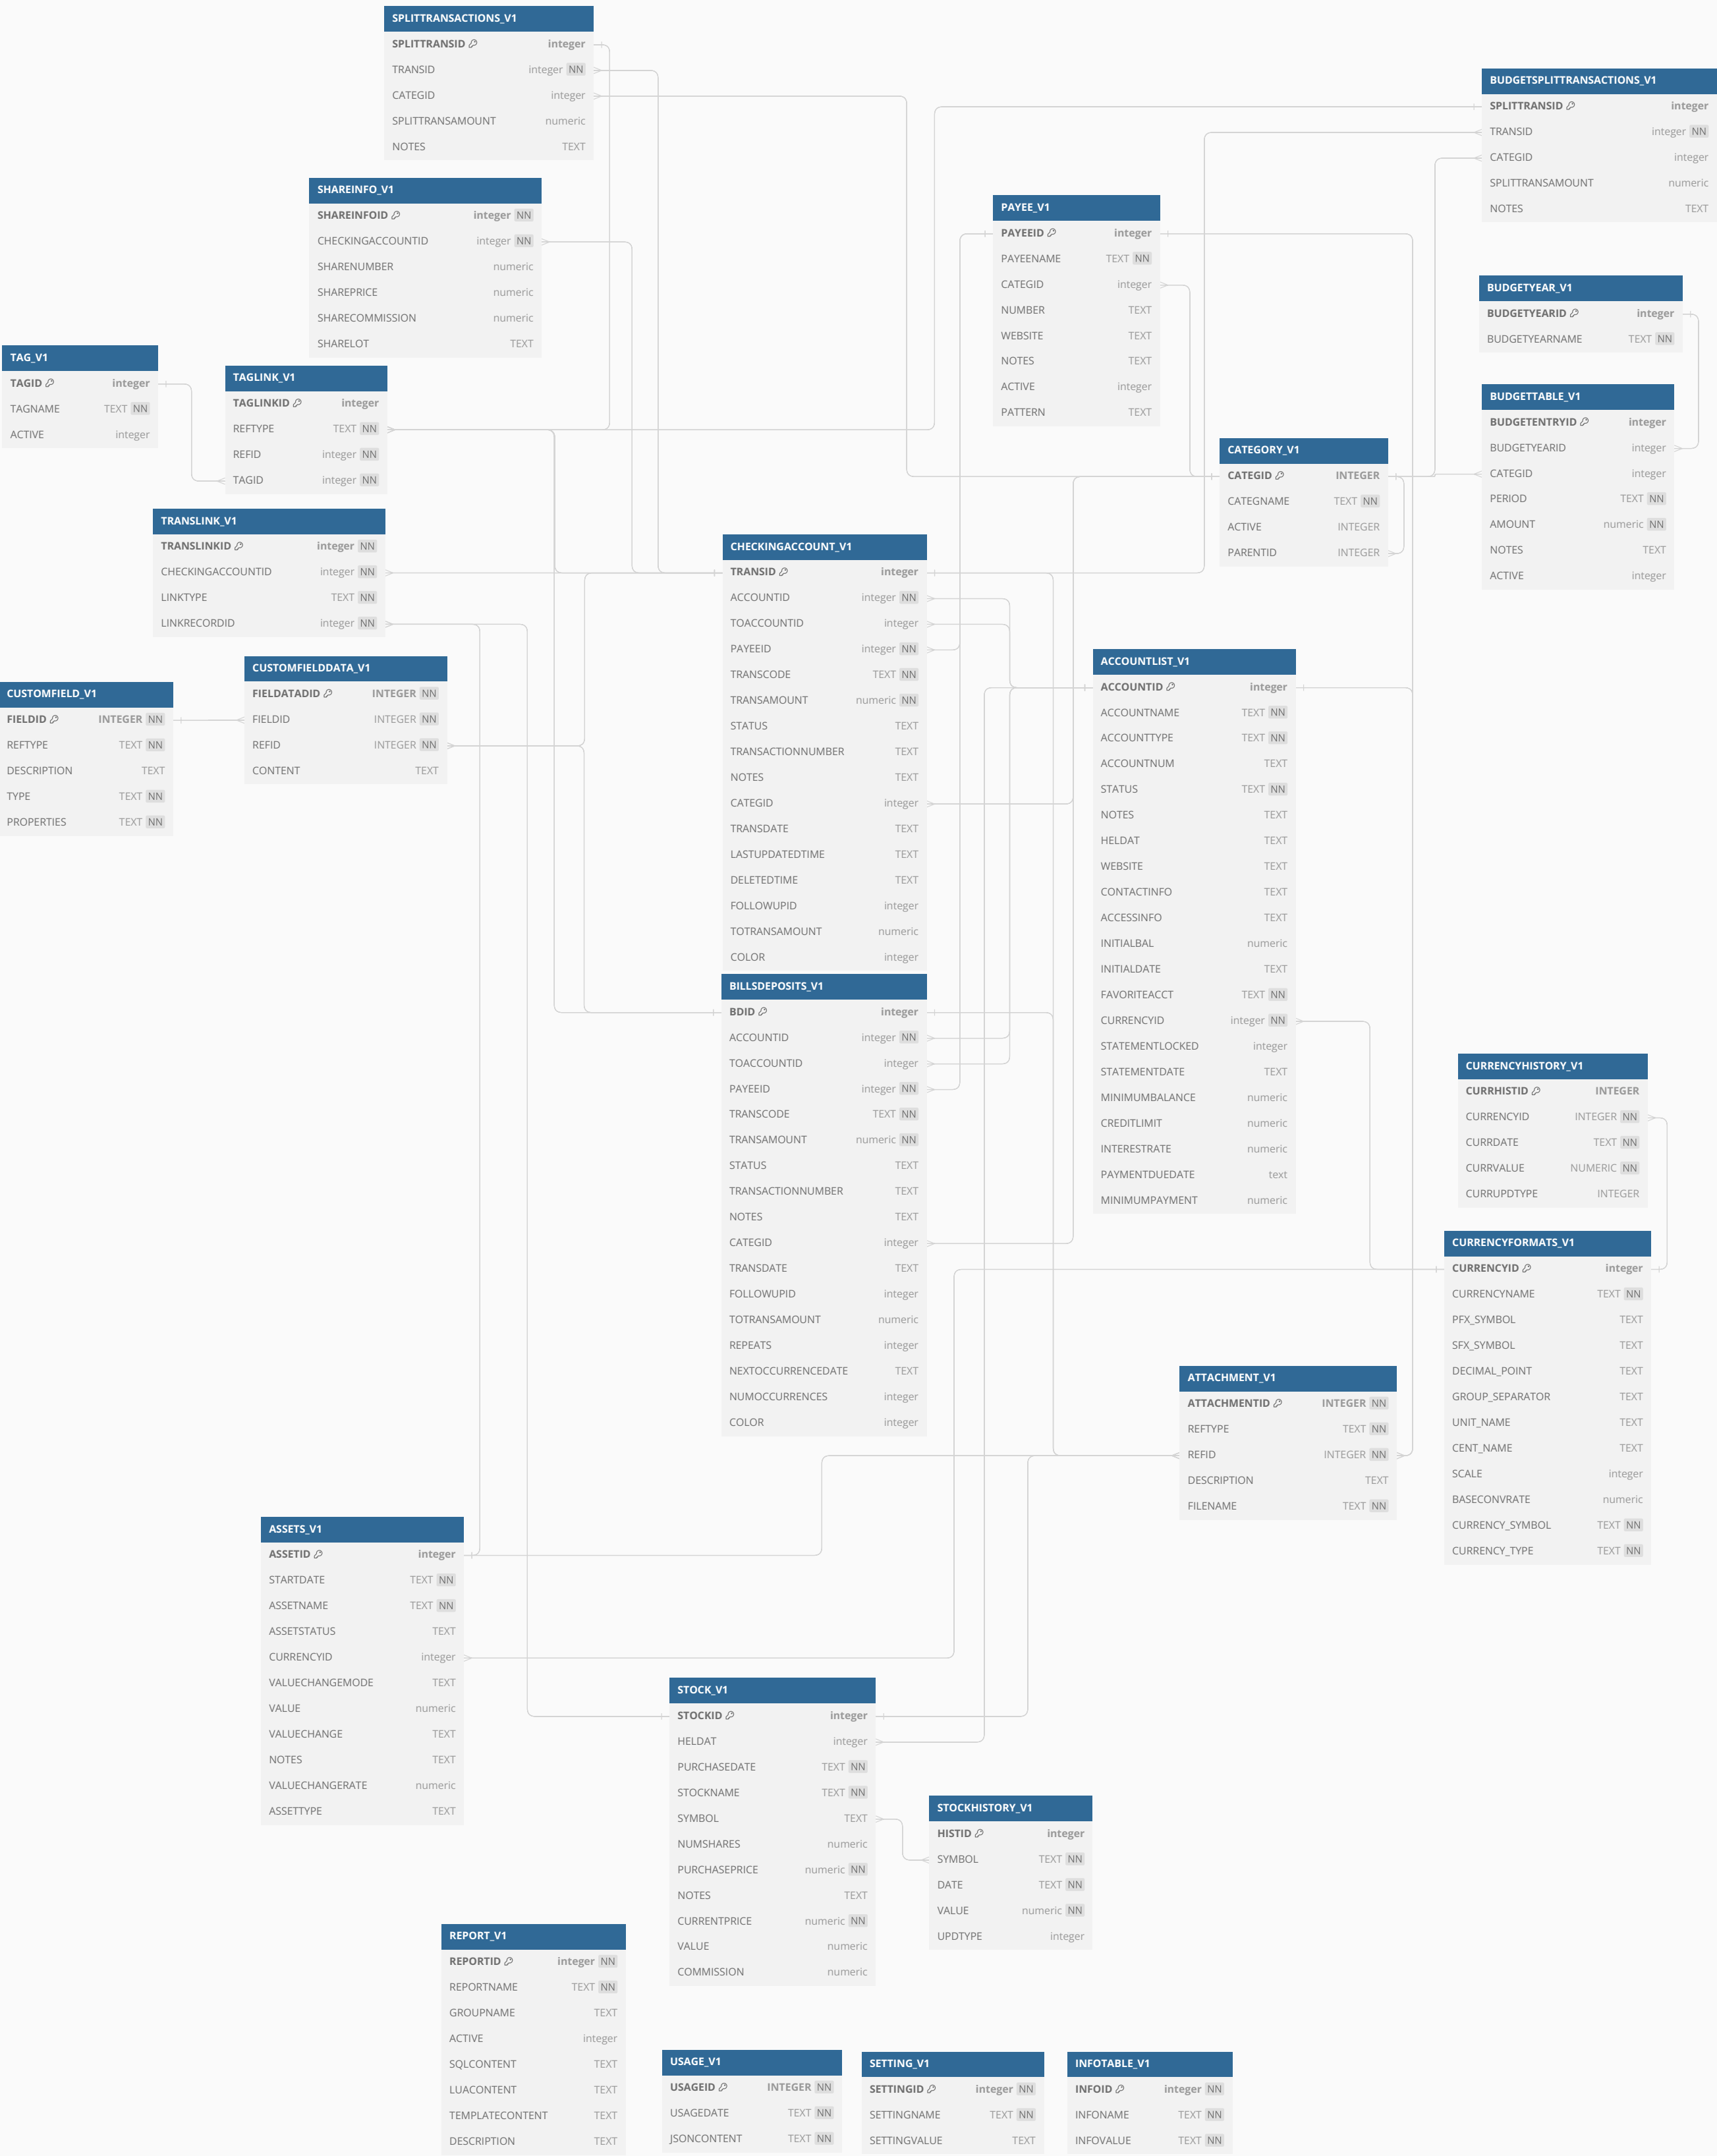 SPLITTRANSACTIONS_V1
SPLITTRANSID integer
TRANSID integer NN
CATEGID integer
SPLITTRANSAMOUNT numeric
NOTES TEXT
BUDGETSPLITTRANSACTIONS_V1
SPLITTRANSID integer
TRANSID integer NN
CATEGID integer
SPLITTRANSAMOUNT numeric
NOTES TEXT
SHAREINFO_V1
SHAREINFOID integer NN
CHECKINGACCOUNTID integer NN
SHARENUMBER numeric
SHAREPRICE numeric
SHARECOMMISSION numeric
SHARELOT TEXT
PAYEE_V1
PAYEEID integer
PAYEENAME TEXT NN
CATEGID integer
NUMBER TEXT
WEBSITE TEXT
NOTES TEXT
ACTIVE integer
PATTERN TEXT
BUDGETYEAR_V1
BUDGETYEARID integer
BUDGETYEARNAME TEXT NN
TAG_V1
TAGID integer
TAGNAME TEXT NN
ACTIVE integer
TAGLINK_V1
TAGLINKID integer
REFTYPE TEXT NN
REFID integer NN
TAGID integer NN
BUDGETTABLE_V1
BUDGETENTRYID integer
BUDGETYEARID integer
CATEGID integer
PERIOD TEXT NN
AMOUNT numeric NN
NOTES TEXT
ACTIVE integer
CATEGORY_V1
CATEGID INTEGER
CATEGNAME TEXT NN
ACTIVE INTEGER
PARENTID INTEGER
TRANSLINK_V1
TRANSLINKID integer NN
CHECKINGACCOUNTID integer NN
LINKTYPE TEXT NN
LINKRECORDID integer NN
CHECKINGACCOUNT_V1
TRANSID integer
ACCOUNTID integer NN
TOACCOUNTID integer
PAYEEID integer NN
TRANSCODE TEXT NN
TRANSAMOUNT numeric NN
STATUS TEXT
TRANSACTIONNUMBER TEXT
NOTES TEXT
CATEGID integer
TRANSDATE TEXT
LASTUPDATEDTIME TEXT
DELETEDTIME TEXT
FOLLOWUPID integer
TOTRANSAMOUNT numeric
COLOR integer
CUSTOMFIELD_V1
FIELDID INTEGER NN
REFTYPE TEXT NN
DESCRIPTION TEXT
TYPE TEXT NN
PROPERTIES TEXT NN
CUSTOMFIELDDATA_V1
FIELDATADID INTEGER NN
FIELDID INTEGER NN
REFID INTEGER NN
CONTENT TEXT
ACCOUNTLIST_V1
ACCOUNTID integer
ACCOUNTNAME TEXT NN
ACCOUNTTYPE TEXT NN
ACCOUNTNUM TEXT
STATUS TEXT NN
NOTES TEXT
HELDAT TEXT
WEBSITE TEXT
CONTACTINFO TEXT
ACCESSINFO TEXT
INITIALBAL numeric
INITIALDATE TEXT
FAVORITEACCT TEXT NN
CURRENCYID integer NN
STATEMENTLOCKED integer
STATEMENTDATE TEXT
MINIMUMBALANCE numeric
CREDITLIMIT numeric
INTERESTRATE numeric
PAYMENTDUEDATE text
MINIMUMPAYMENT numeric
BILLSDEPOSITS_V1
BDID integer
ACCOUNTID integer NN
TOACCOUNTID integer
PAYEEID integer NN
TRANSCODE TEXT NN
TRANSAMOUNT numeric NN
STATUS TEXT
TRANSACTIONNUMBER TEXT
NOTES TEXT
CATEGID integer
TRANSDATE TEXT
FOLLOWUPID integer
TOTRANSAMOUNT numeric
REPEATS integer
NEXTOCCURRENCEDATE TEXT
NUMOCCURRENCES integer
COLOR integer
CURRENCYHISTORY_V1
CURRHISTID INTEGER
CURRENCYID INTEGER NN
CURRDATE TEXT NN
CURRVALUE NUMERIC NN
CURRUPDTYPE INTEGER
CURRENCYFORMATS_V1
CURRENCYID integer
CURRENCYNAME TEXT NN
PFX_SYMBOL TEXT
SFX_SYMBOL TEXT
DECIMAL_POINT TEXT
GROUP_SEPARATOR TEXT
UNIT_NAME TEXT
CENT_NAME TEXT
SCALE integer
BASECONVRATE numeric
CURRENCY_SYMBOL TEXT NN
CURRENCY_TYPE TEXT NN
ATTACHMENT_V1
ATTACHMENTID INTEGER NN
REFTYPE TEXT NN
REFID INTEGER NN
DESCRIPTION TEXT
FILENAME TEXT NN
ASSETS_V1
ASSETID integer
STARTDATE TEXT NN
ASSETNAME TEXT NN
ASSETSTATUS TEXT
CURRENCYID integer
VALUECHANGEMODE TEXT
VALUE numeric
VALUECHANGE TEXT
NOTES TEXT
VALUECHANGERATE numeric
ASSETTYPE TEXT
STOCK_V1
STOCKID integer
HELDAT integer
PURCHASEDATE TEXT NN
STOCKNAME TEXT NN
SYMBOL TEXT
NUMSHARES numeric
PURCHASEPRICE numeric NN
NOTES TEXT
CURRENTPRICE numeric NN
VALUE numeric
COMMISSION numeric
STOCKHISTORY_V1
HISTID integer
SYMBOL TEXT NN
DATE TEXT NN
VALUE numeric NN
UPDTYPE integer
REPORT_V1
REPORTID integer NN
REPORTNAME TEXT NN
GROUPNAME TEXT
ACTIVE integer
SQLCONTENT TEXT
LUACONTENT TEXT
TEMPLATECONTENT TEXT
DESCRIPTION TEXT
USAGE_V1
USAGEID INTEGER NN
USAGEDATE TEXT NN
JSONCONTENT TEXT NN
SETTING_V1
SETTINGID integer NN
SETTINGNAME TEXT NN
SETTINGVALUE TEXT
INFOTABLE_V1
INFOID integer NN
INFONAME TEXT NN
INFOVALUE TEXT NN